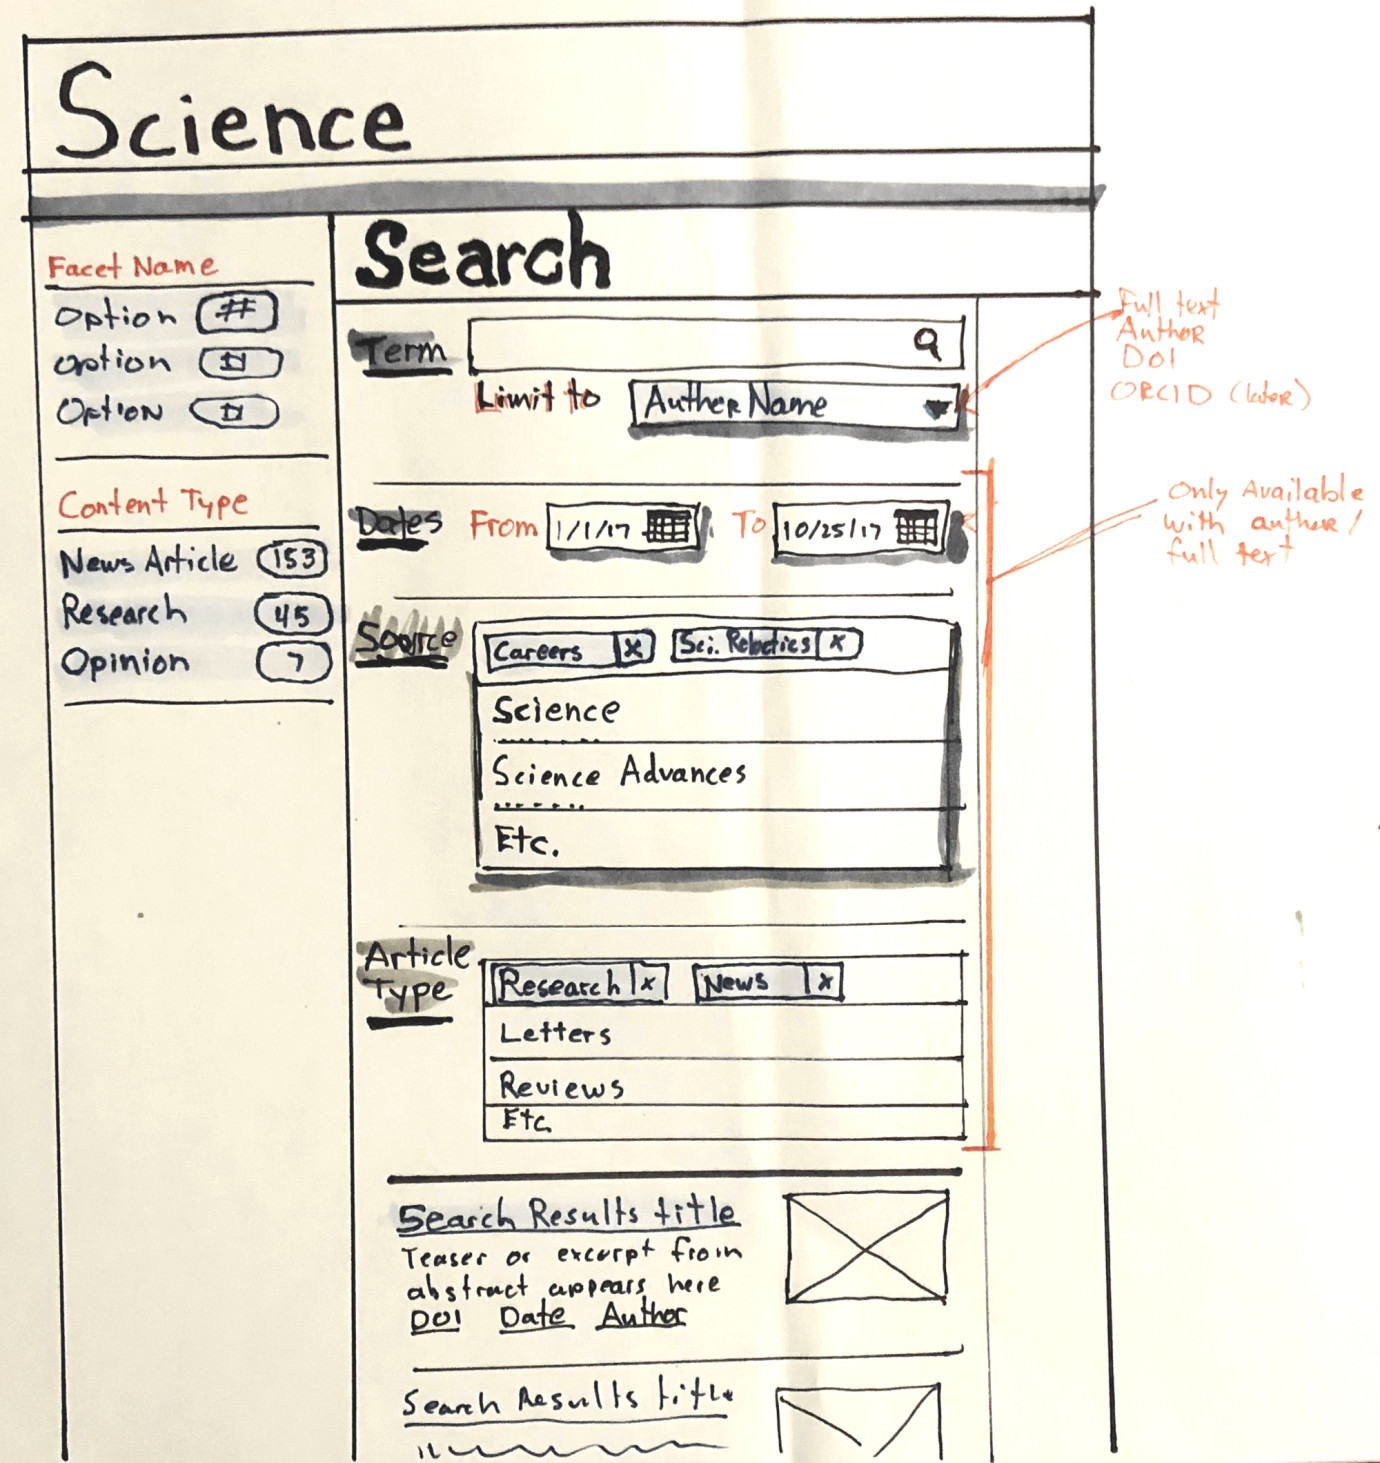 Science
Search
Facet Name
Option #
option #
Option #
Content Type
News Article 153
Research 45
Opinion 7
Term
Limit to Auther Name
Full text
Author
DOI
ORCID (later)
Dates From 1/1/17 To 10/25/17
Only Available
with auther/
full text
Source
Careers x Sci. Robotics x
Science
Science Advances
Etc.
Article
Type
Research x News x
Letters
Reviews
Etc
Search Results title
Teaser or excerpt from
abstract appears here
DOI Date Author
Search Results title